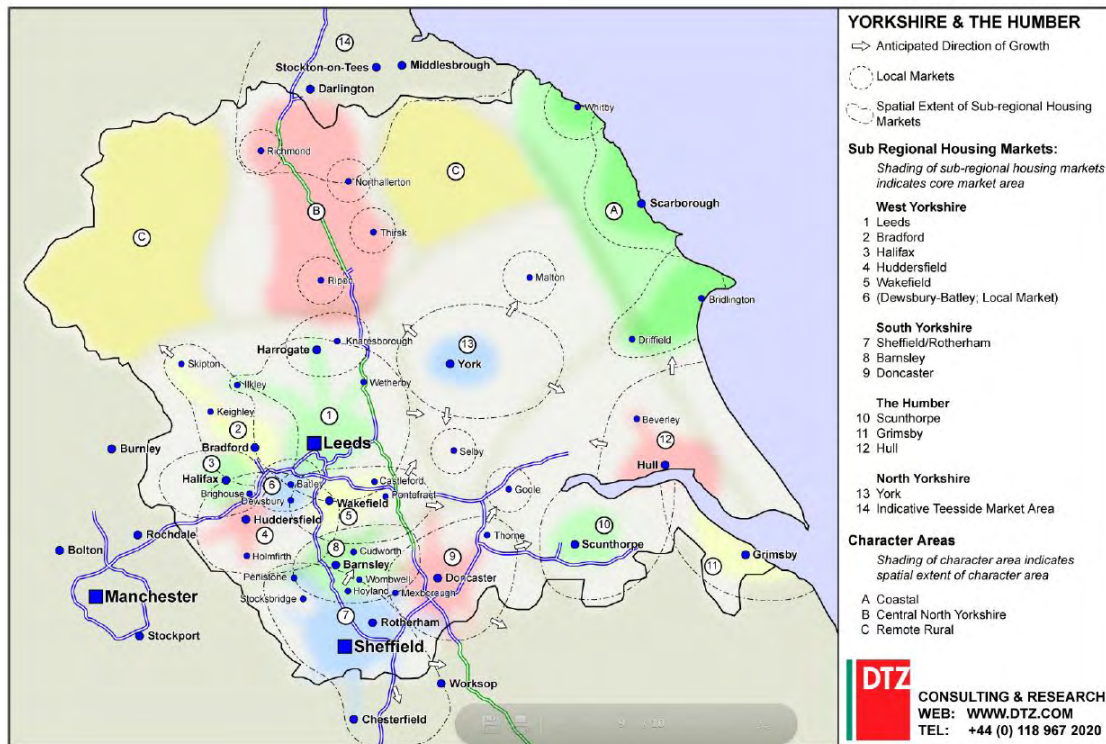 14
Stockton-on-Tees
Middlesbrough
Darlington
Whitby
Richmond
C
Northallerton
B
A
Scarborough
C
Thirsk
Ripon
Malton
Bridlington
Driffield
Knaresborough
Harrogate
13
York
Skipton
Ilkley
Wetherby
Keighley
1
2
Beverley
12
Burnley
Bradford
Leeds
Selby
Hull
3
Halifax
6
Batley
Castleford
Brighouse
Dewsbury
Wakefield
Pontefract
Goole
5
Huddersfield
4
10
Rochdale
Thorne
Scunthorpe
Bolton
8
Cudworth
9
Grimsby
Holmfirth
Barnsley
11
Penistone
Wombwell
Doncaster
Manchester
Hoyland
Mexborough
Stocksbridge
7
Rotherham
Stockport
Sheffield
Worksop
Chesterfield
YORKSHIRE & THE HUMBER
Anticipated Direction of Growth
Local Markets
Spatial Extent of Sub-regional Housing
Markets
Sub Regional Housing Markets:
Shading of sub-regional housing markets
indicates core market area
West Yorkshire
1 Leeds
2 Bradford
3 Halifax
4 Huddersfield
5 Wakefield
6 (Dewsbury-Batley; Local Market)
South Yorkshire
7 Sheffield/Rotherham
8 Barnsley
9 Doncaster
The Humber
10 Scunthorpe
11 Grimsby
12 Hull
North Yorkshire
13 York
14 Indicative Teesside Market Area
Character Areas
Shading of character area indicates
spatial extent of character area
A Coastal
B Central North Yorkshire
C Remote Rural
DTZ
CONSULTING & RESEARCH
WEB: WWW.DTZ.COM
TEL: +44 (0) 118 967 2020